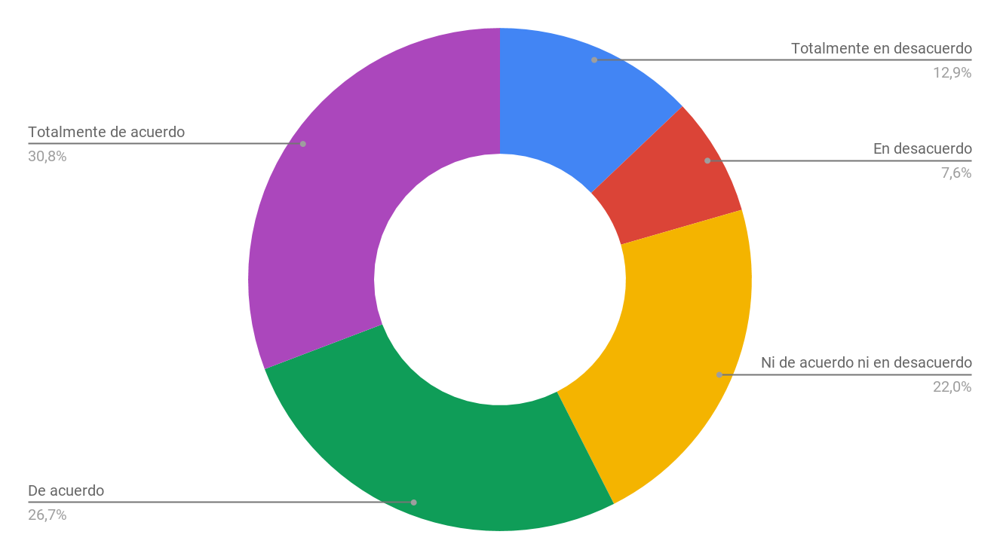 Totalmente en desacuerdo
12,9%
En desacuerdo
7,6%
Ni de acuerdo ni en desacuerdo
22,0%
De acuerdo
26,7%
Totalmente de acuerdo
30,8%